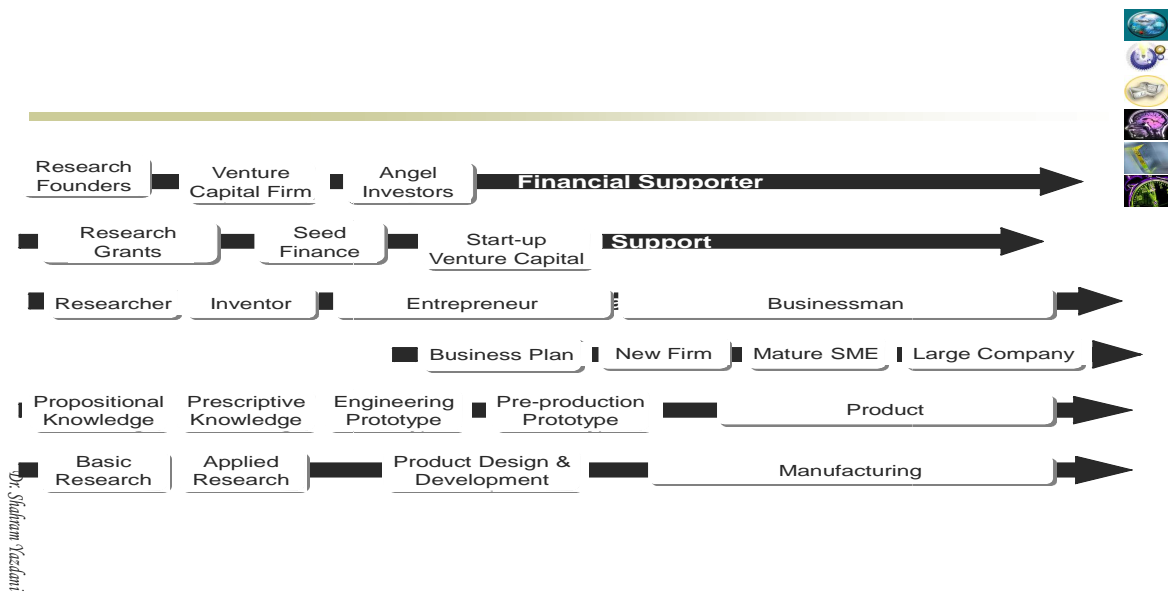 Research
Founders
Venture
Capital Firm
Angel
Investors
Financial Supporter
Research
Grants
Seed
Finance
Start-up
Venture Capital
Support
Researcher
Inventor
Entrepreneur
Businessman
Business Plan
New Firm
Mature SME
Large Company
Propositional
Knowledge
Prescriptive
Knowledge
Engineering
Prototype
Pre-production
Prototype
Product
Basic
Research
Applied
Research
Product Design &
Development
Manufacturing
Dr. Shahram Yazdani